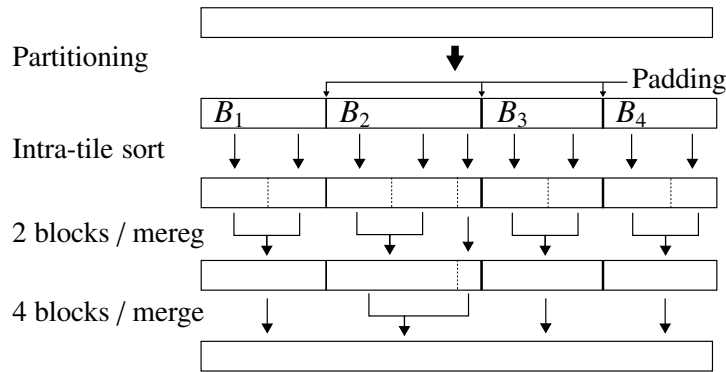 Partitioning
Padding
B1 B2 B3 B4
Intra-tile sort
2 blocks / mereg
4 blocks / merge